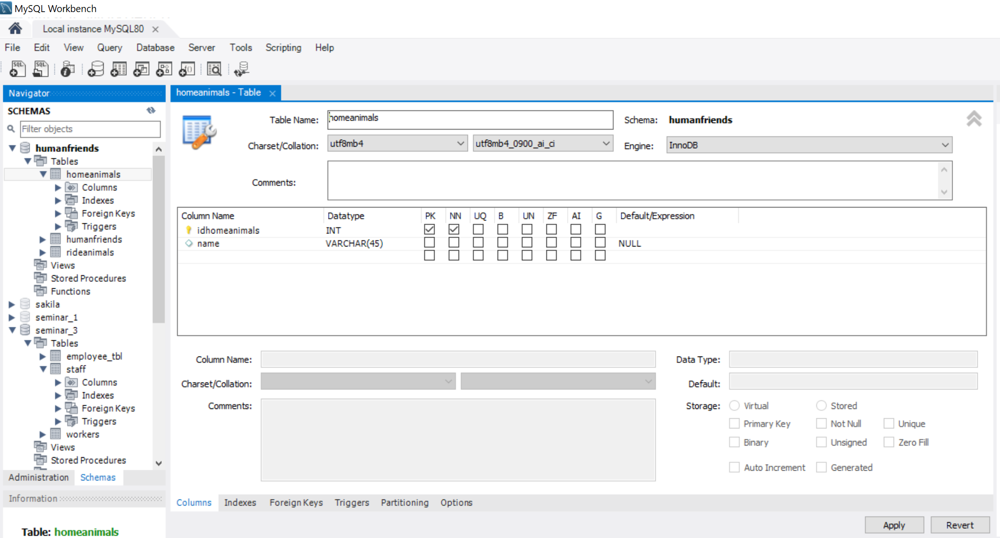 MySQL Workbench
Local instance MySQL80
File Edit View Query Database Server Tools Scripting Help
Navigator
SCHEMAS
Filter objects
humanfriends
Tables
homeanimals
Columns
Indexes
Foreign Keys
Triggers
humanfriends
rideanimals
Views
Stored Procedures
Functions
sakila
seminar_1
seminar_3
Tables
employee_tbl
staff
Columns
Indexes
Foreign Keys
Triggers
workers
Views
Stored Procedures
Administration Schemas
Information
Table: homeanimals
homeanimals - Table
Table Name: homeanimals Schema: humanfriends
Charset/Collation: utf8mb4 utf8mb4_0900_ai_ci Engine: InnoDB
Comments:
Column Name Datatype PK NN UQ B UN ZF AI G Default/Expression
idhomeanimals INT
name VARCHAR(45) NULL
Column Name: Data Type:
Charset/Collation: Default:
Comments: Storage: Virtual Stored
Primary Key Not Null Unique
Binary Unsigned Zero Fill
Auto Increment Generated
Columns Indexes Foreign Keys Triggers Partitioning Options
Apply Revert